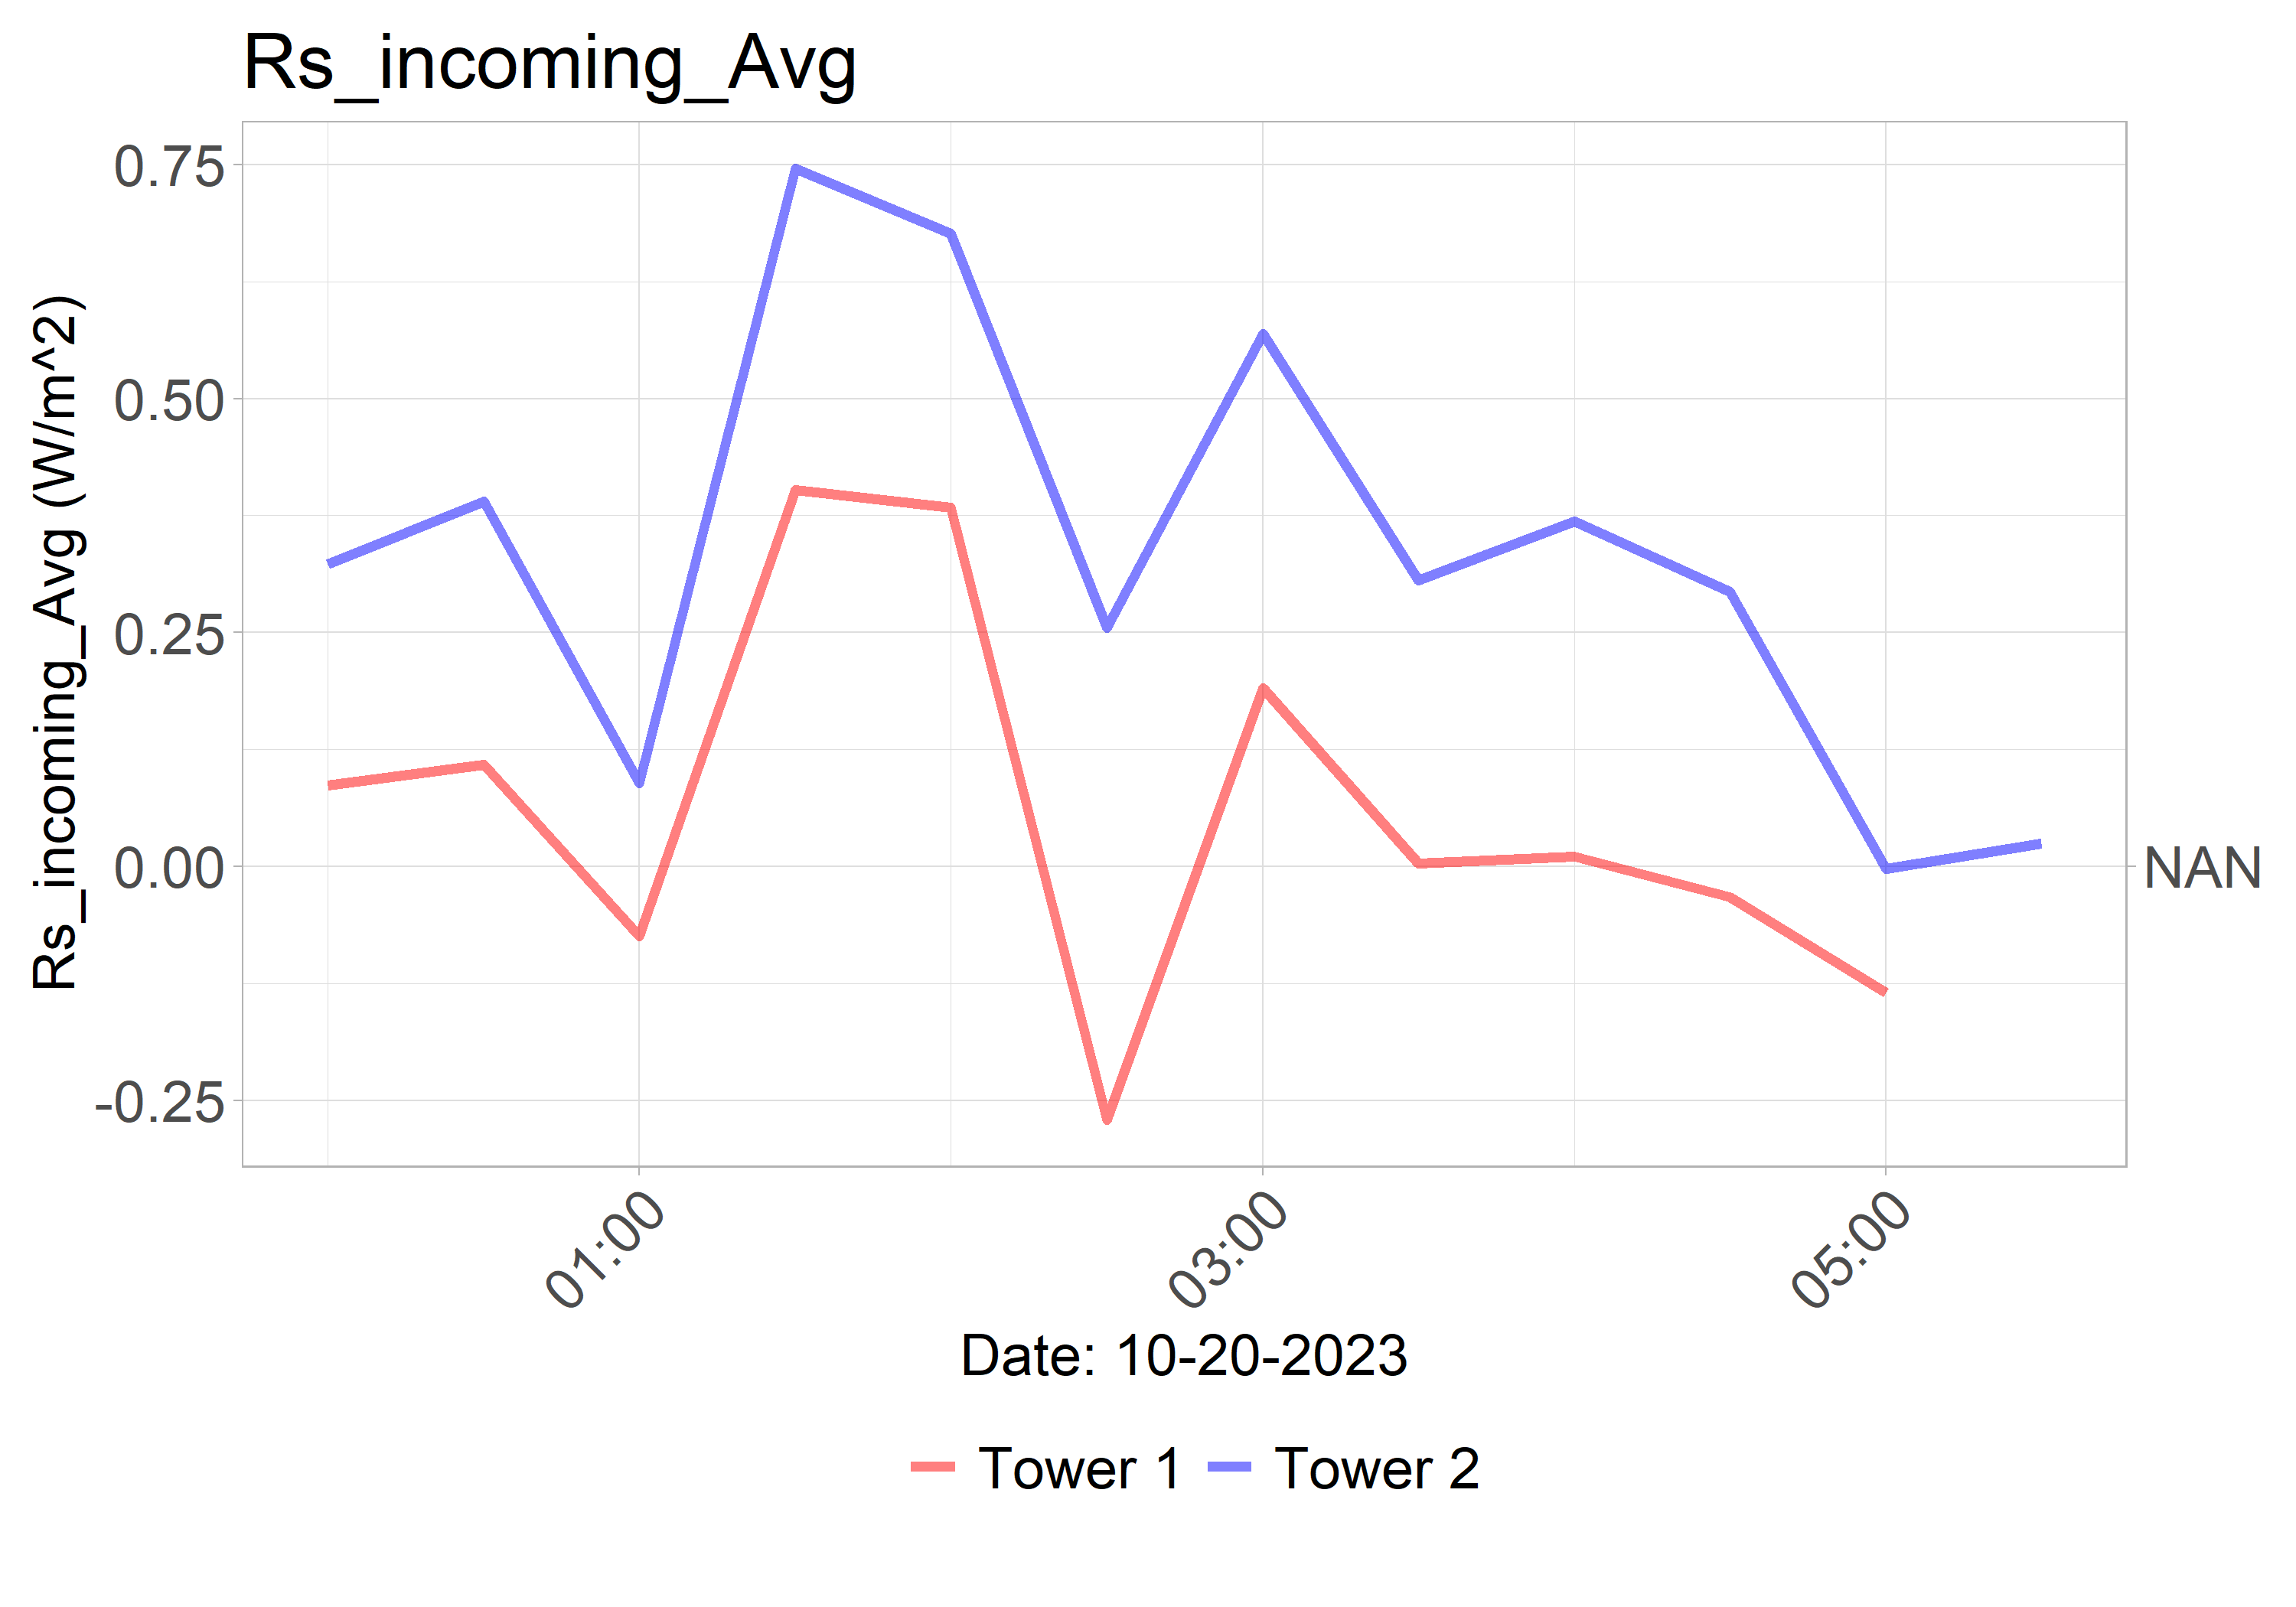 Rs_incoming_Avg
Rs_incoming_Avg (W/m^2)
0.75
0.50
0.25
0.00
-0.25
NAN
01:00
03:00
05:00
Date: 10-20-2023
Tower 1
Tower 2